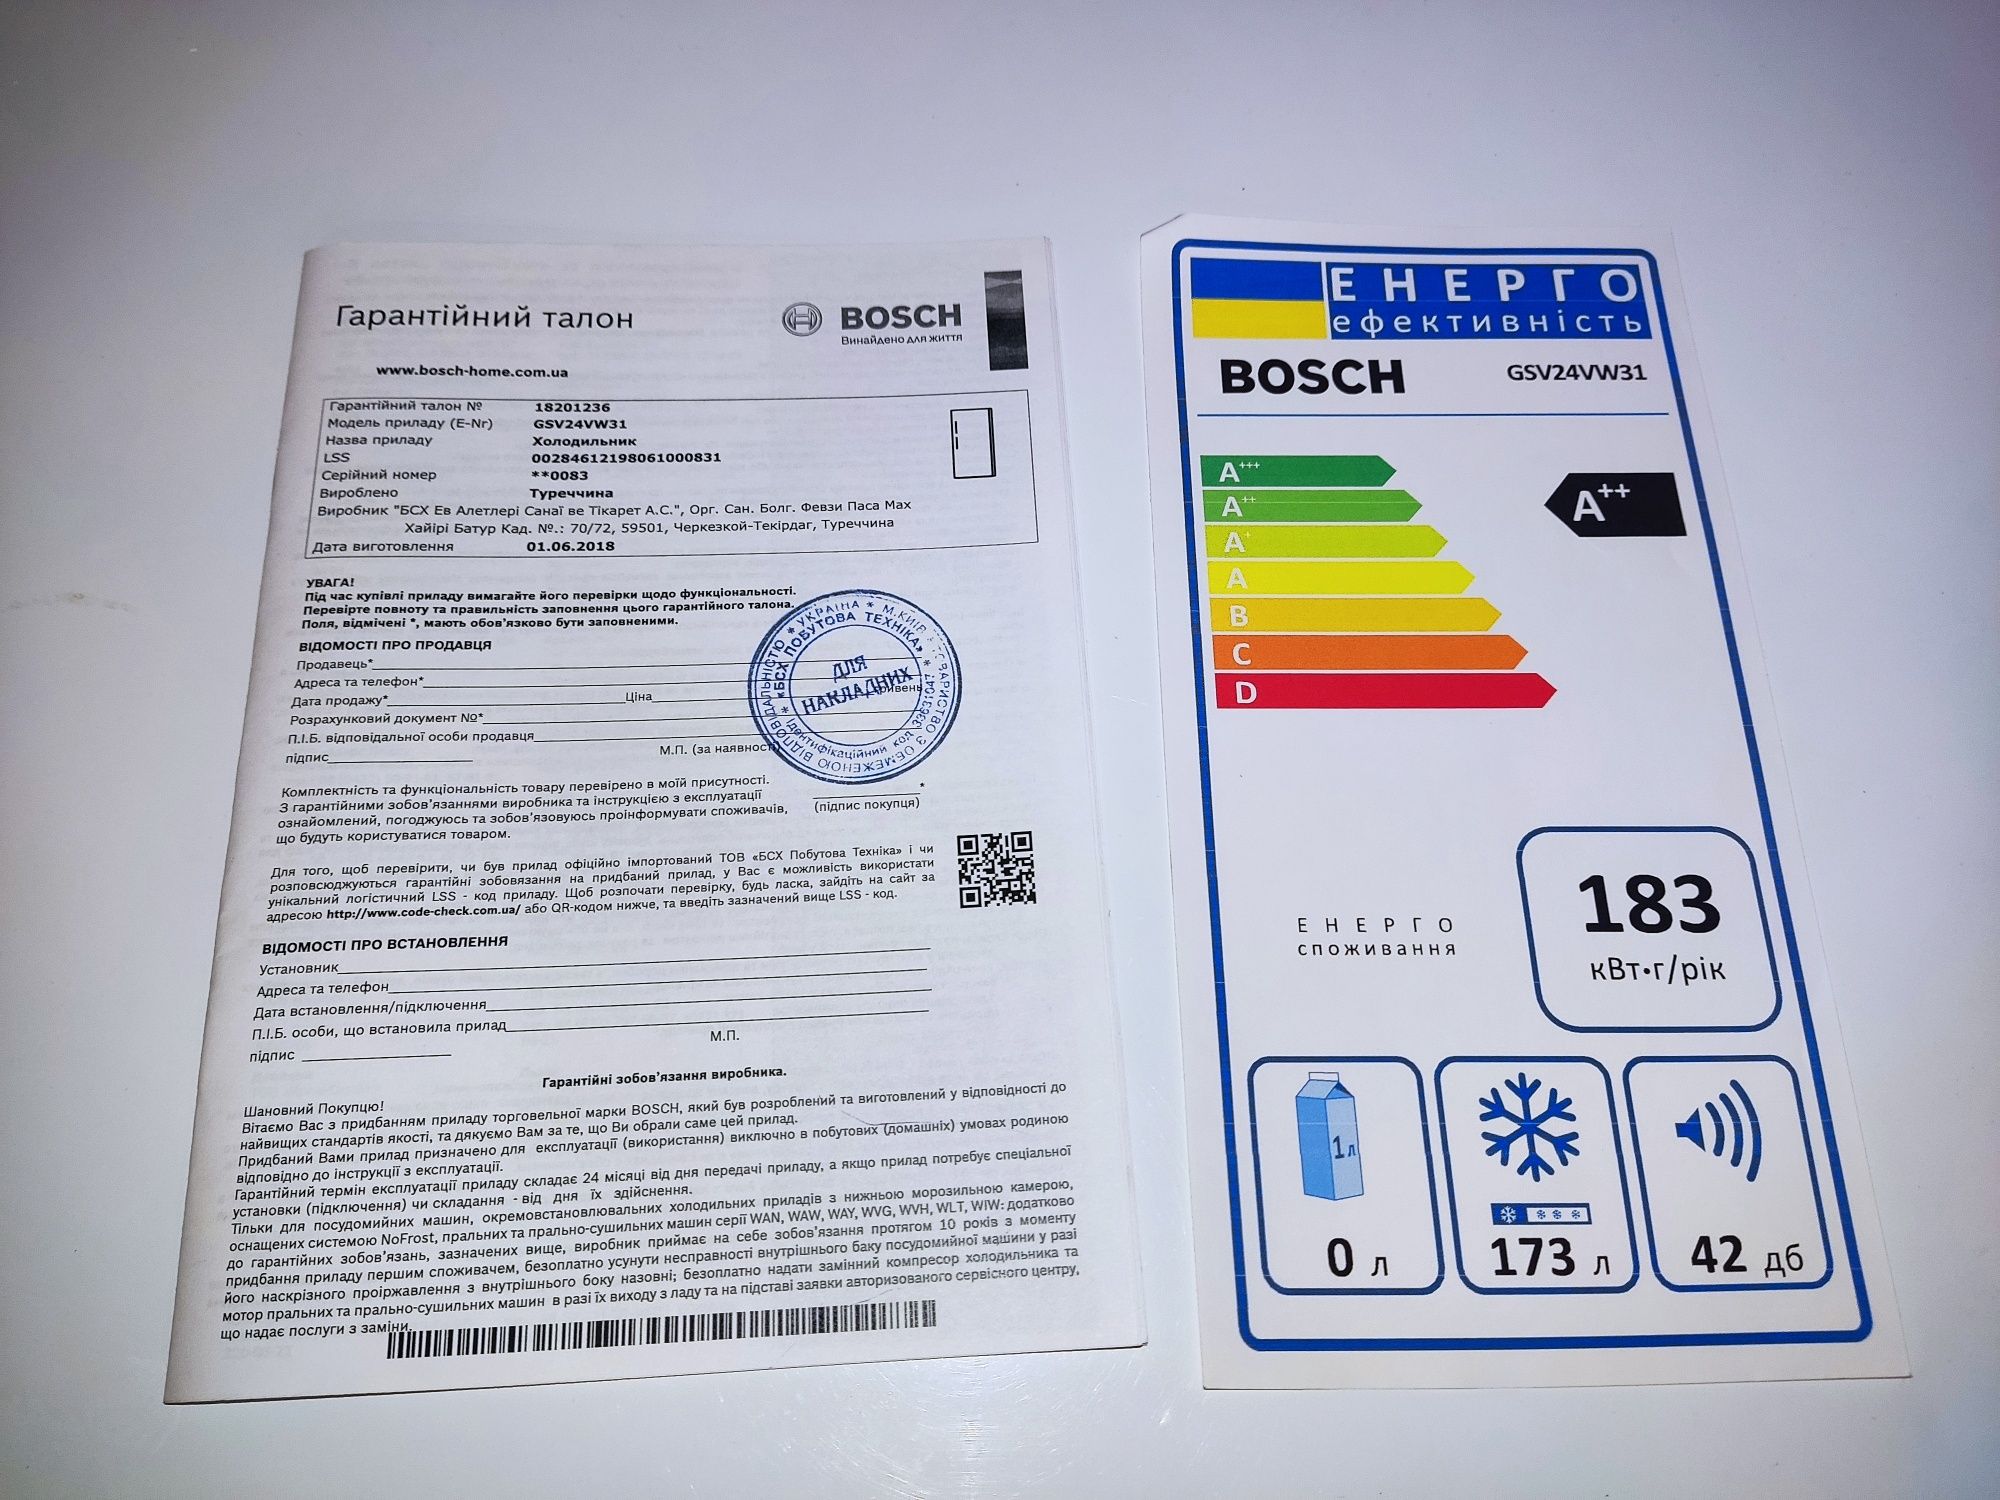 Гарантійний талон
BOSCH
Винайдено для життя
www.bosch-home.com.ua
Гарантійний талон № 18201236
Модель приладу (E-Nr) GSV24VW31
Назва приладу Холодильник
LSS 00284612198061000831
Серійний номер **0083
Вироблено Туреччина
Виробник "БСХ Ев Алетлері Санаї ве Тікарет А.С.", Орг. Сан. Болг. Февзи Паса Мах
Хайрі Батур Кад. №.: 70/72, 59501, Черкезкой-Текірдаг, Туреччина
Дата виготовлення 01.06.2018
УВАГА!
Під час купівлі приладу вимагайте його перевірки щодо функціональності.
Перевірте повноту та правильність заповнення цього гарантійного талона.
Поля, відмічені *, мають обов'язково бути заповненими.
ВІДОМОСТІ ПРО ПРОДАВЦЯ
Продавець*
Адреса та телефон*
Дата продажу* Ціна гривень
Розрахунковий документ №*
П.І.Б. відповідальної особи продавця
підпис М.П. (за наявності)
* УКРАЇНА * М.КИЇВ * ТОВАРИСТВО З ОБМЕЖЕНОЮ ВІДПОВІДАЛЬНІСТЮ
* «БСХ ПОБУТОВА ТЕХНІКА» *
Ідентифікаційний код 33631047
ДЛЯ
НАКЛАДНИХ
Комплектність та функціональність товару перевірено в моїй присутності.
З гарантійними зобов'язаннями виробника та інструкцією з експлуатації
ознайомлений, погоджуюсь та зобов'язовуюсь проінформувати споживачів,
що будуть користуватися товаром.
*
(підпис покупця)
Для того, щоб перевірити, чи був прилад офіційно імпортований ТОВ «БСХ Побутова Техніка» і чи
розповсюджуються гарантійні зобовязання на придбаний прилад, у Вас є можливість використати
унікальний логістичний LSS - код приладу. Щоб розпочати перевірку, будь ласка, зайдіть на сайт за
адресою http://www.code-check.com.ua/ або QR-кодом нижче, та введіть зазначений вище LSS - код.
ВІДОМОСТІ ПРО ВСТАНОВЛЕННЯ
Установник
Адреса та телефон
Дата встановлення/підключення
П.І.Б. особи, що встановила прилад
підпис М.П.
Гарантійні зобов'язання виробника.
Шановний Покупцю!
Вітаємо Вас з придбанням приладу торговельної марки BOSCH, який був розроблений та виготовлений у відповідності до
найвищих стандартів якості, та дякуємо Вам за те, що Ви обрали саме цей прилад.
Придбаний Вами прилад призначено для експлуатації (використання) виключно в побутових (домашніх) умовах родиною
відповідно до інструкції з експлуатації.
Гарантійний термін експлуатації приладу складає 24 місяці від дня передачі приладу, а якщо прилад потребує спеціальної
установки (підключення) чи складання - від дня їх здійснення.
Тільки для посудомийних машин, окремовстановлювальних холодильних приладів з нижньою морозильною камерою,
оснащених системою NoFrost, пральних та прально-сушильних машин серії WAN, WAW, WAY, WVG, WVH, WLT, WIW: додатково
до гарантійних зобов'язань, зазначених вище, виробник приймає на себе зобов'язання протягом 10 років з моменту
придбання приладу першим споживачем, безоплатно усунути несправності внутрішнього баку посудомийної машини у разі
його наскрізного проіржавлення з внутрішнього боку назовні; безоплатно надати замінний компресор холодильника та
мотор пральних та прально-сушильних машин в разі їх виходу з ладу та на підставі заявки авторизованого сервісного центру,
що надає послуги з заміни.
ЕНЕРГО
ефективність
BOSCH GSV24VW31
A+++
A++
A+
A
B
C
D
A++
ЕНЕРГО
споживання
183
кВт•г/рік
1л
0 л
173 л
42 дб